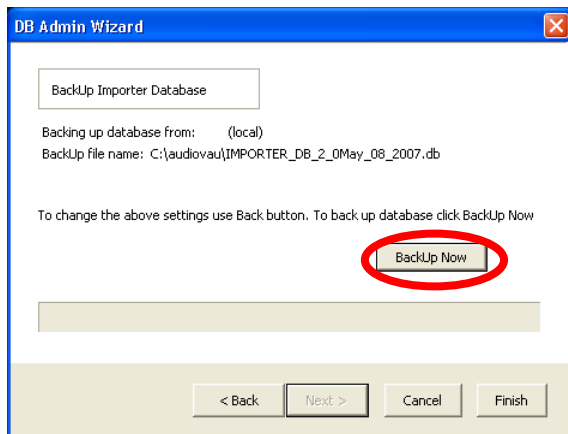 DB Admin Wizard
BackUp Importer Database
Backing up database from: (local)
BackUp file name: C:\audiovau\IMPORTER_DB_2_0May_08_2007.db
To change the above settings use Back button. To back up database click BackUp Now
BackUp Now
< Back Next > Cancel Finish